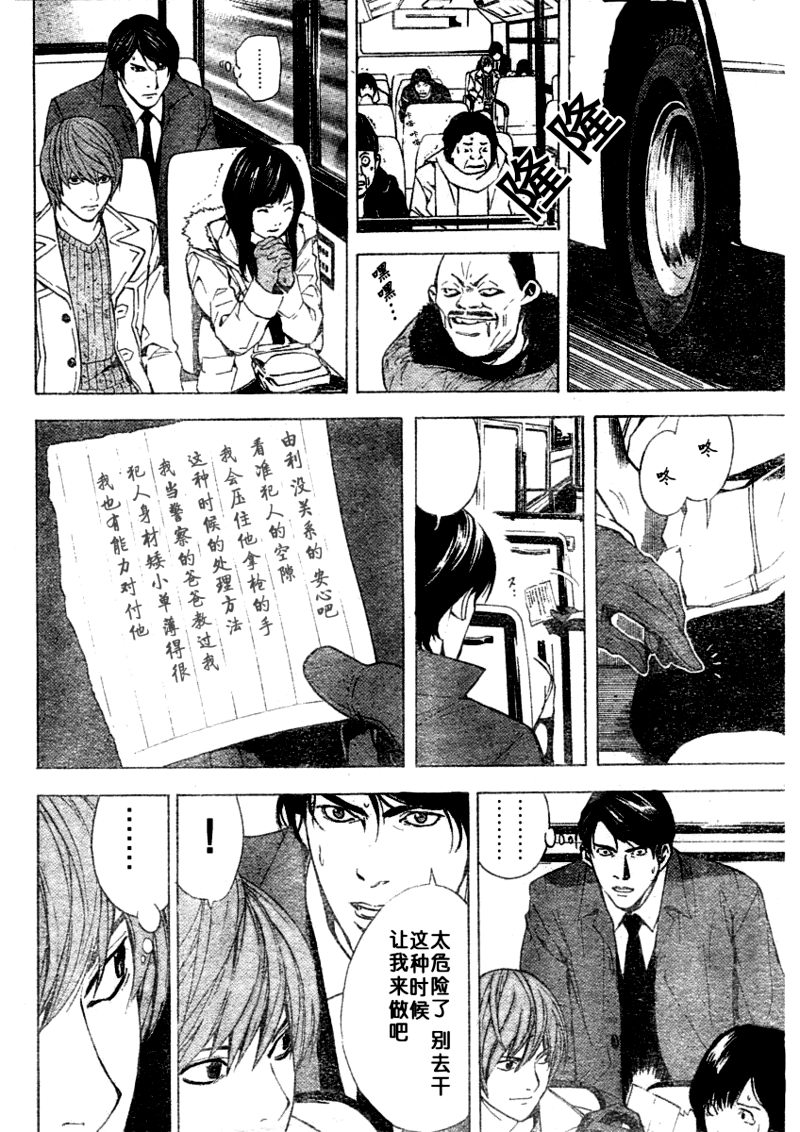 隆
隆
嘿
嘿…
………
咚
咚
由利 没关系的 安心吧
看准犯人的空隙
我会压住他拿枪的手
这种时候的处理方法
我当警察的爸爸教过我
犯人身材矮小单薄得很
我也有能力对付他
………
太危险了 别去干
这种时候
让我来做吧
！
………